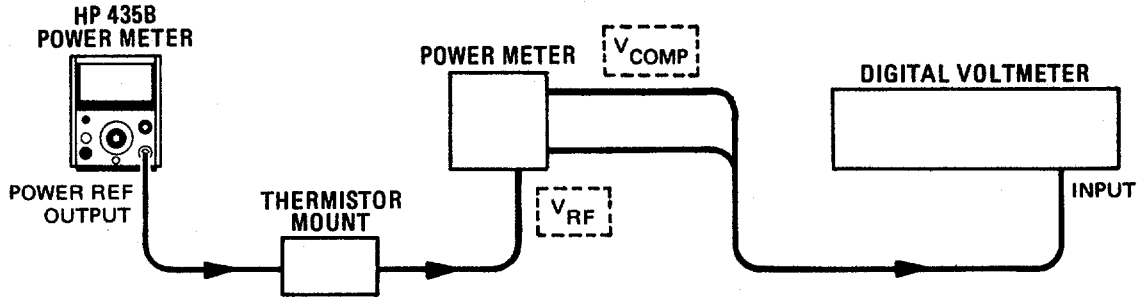 HP 435B
POWER METER
POWER REF
OUTPUT
THERMISTOR
MOUNT
POWER METER
VCOMP
VRF
DIGITAL VOLTMETER
INPUT